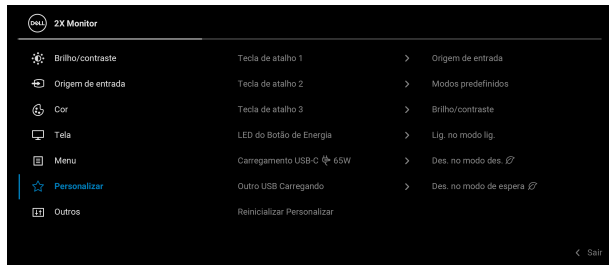 DELL 2X Monitor
Brilho/contraste Tecla de atalho 1 > Origem de entrada
Origem de entrada Tecla de atalho 2 > Modos predefinidos
Cor Tecla de atalho 3 > Brilho/contraste
Tela LED do Botão de Energia > Lig. no modo lig.
Menu Carregamento USB-C 65W > Des. no modo des.
Personalizar Outro USB Carregando > Des. no modo de espera
Outros Reinicializar Personalizar
< Sair